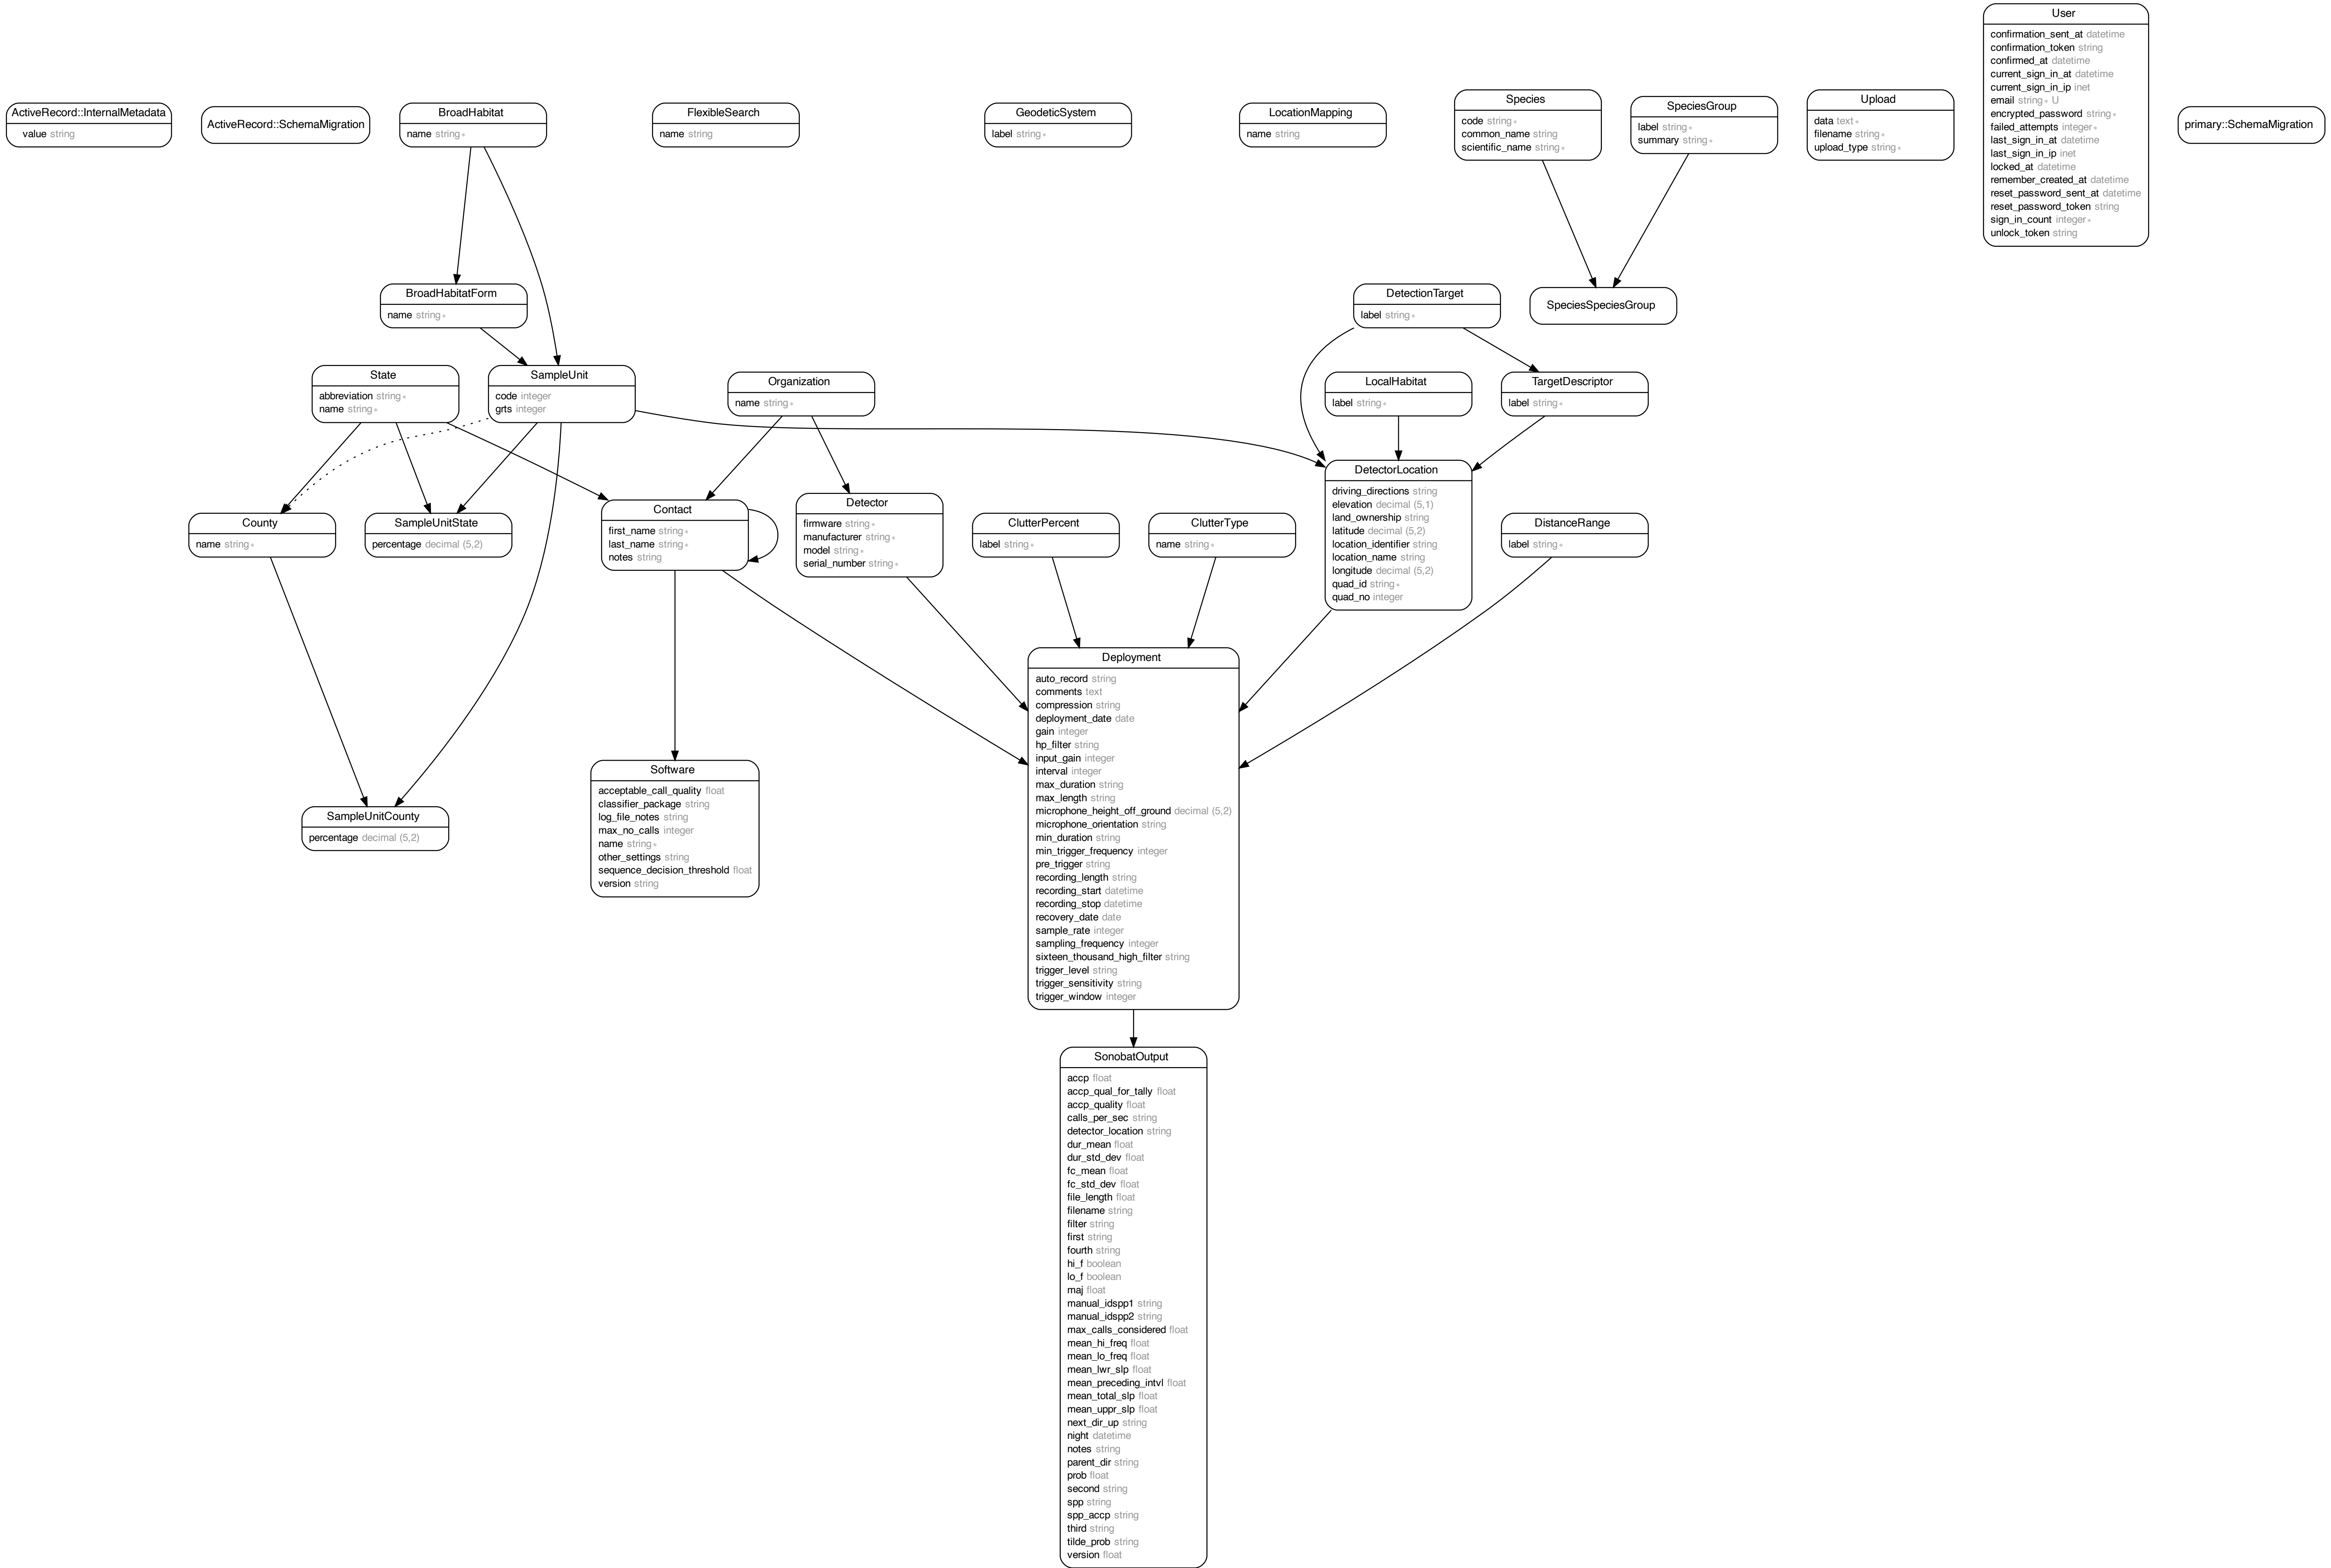 User
confirmation_sent_at datetime
confirmation_token string
confirmed_at datetime
current_sign_in_at datetime
current_sign_in_ip inet
email string∗ U
encrypted_password string∗
failed_attempts integer∗
last_sign_in_at datetime
last_sign_in_ip inet
locked_at datetime
remember_created_at datetime
reset_password_sent_at datetime
reset_password_token string
sign_in_count integer∗
unlock_token string
ActiveRecord::InternalMetadata
value string
ActiveRecord::SchemaMigration
BroadHabitat
name string∗
FlexibleSearch
name string
GeodeticSystem
label string∗
LocationMapping
name string
Species
code string∗
common_name string
scientific_name string∗
SpeciesGroup
label string∗
summary string∗
Upload
data text∗
filename string∗
upload_type string∗
primary::SchemaMigration
BroadHabitatForm
name string∗
DetectionTarget
label string∗
SpeciesSpeciesGroup
State
abbreviation string∗
name string∗
SampleUnit
code integer
grts integer
Organization
name string∗
LocalHabitat
label string∗
TargetDescriptor
label string∗
County
name string∗
SampleUnitState
percentage decimal (5,2)
Contact
first_name string∗
last_name string∗
notes string
Detector
firmware string∗
manufacturer string∗
model string∗
serial_number string∗
ClutterPercent
label string∗
ClutterType
name string∗
DetectorLocation
driving_directions string
elevation decimal (5,1)
land_ownership string
latitude decimal (5,2)
location_identifier string
location_name string
longitude decimal (5,2)
quad_id string∗
quad_no integer
DistanceRange
label string∗
Deployment
auto_record string
comments text
compression string
deployment_date date
gain integer
hp_filter string
input_gain integer
interval integer
max_duration string
max_length string
microphone_height_off_ground decimal (5,2)
microphone_orientation string
min_duration string
min_trigger_frequency integer
pre_trigger string
recording_length string
recording_start datetime
recording_stop datetime
recovery_date date
sample_rate integer
sampling_frequency integer
sixteen_thousand_high_filter string
trigger_level string
trigger_sensitivity string
trigger_window integer
Software
acceptable_call_quality float
classifier_package string
log_file_notes string
max_no_calls integer
name string∗
other_settings string
sequence_decision_threshold float
version string
SampleUnitCounty
percentage decimal (5,2)
SonobatOutput
accp float
accp_qual_for_tally float
accp_quality float
calls_per_sec string
detector_location string
dur_mean float
dur_std_dev float
fc_mean float
fc_std_dev float
file_length float
filename string
filter string
first string
fourth string
hi_f boolean
lo_f boolean
maj float
manual_idspp1 string
manual_idspp2 string
max_calls_considered float
mean_hi_freq float
mean_lo_freq float
mean_lwr_slp float
mean_preceding_intvl float
mean_total_slp float
mean_uppr_slp float
next_dir_up string
night datetime
notes string
parent_dir string
prob float
second string
spp string
spp_accp string
third string
tilde_prob string
version float